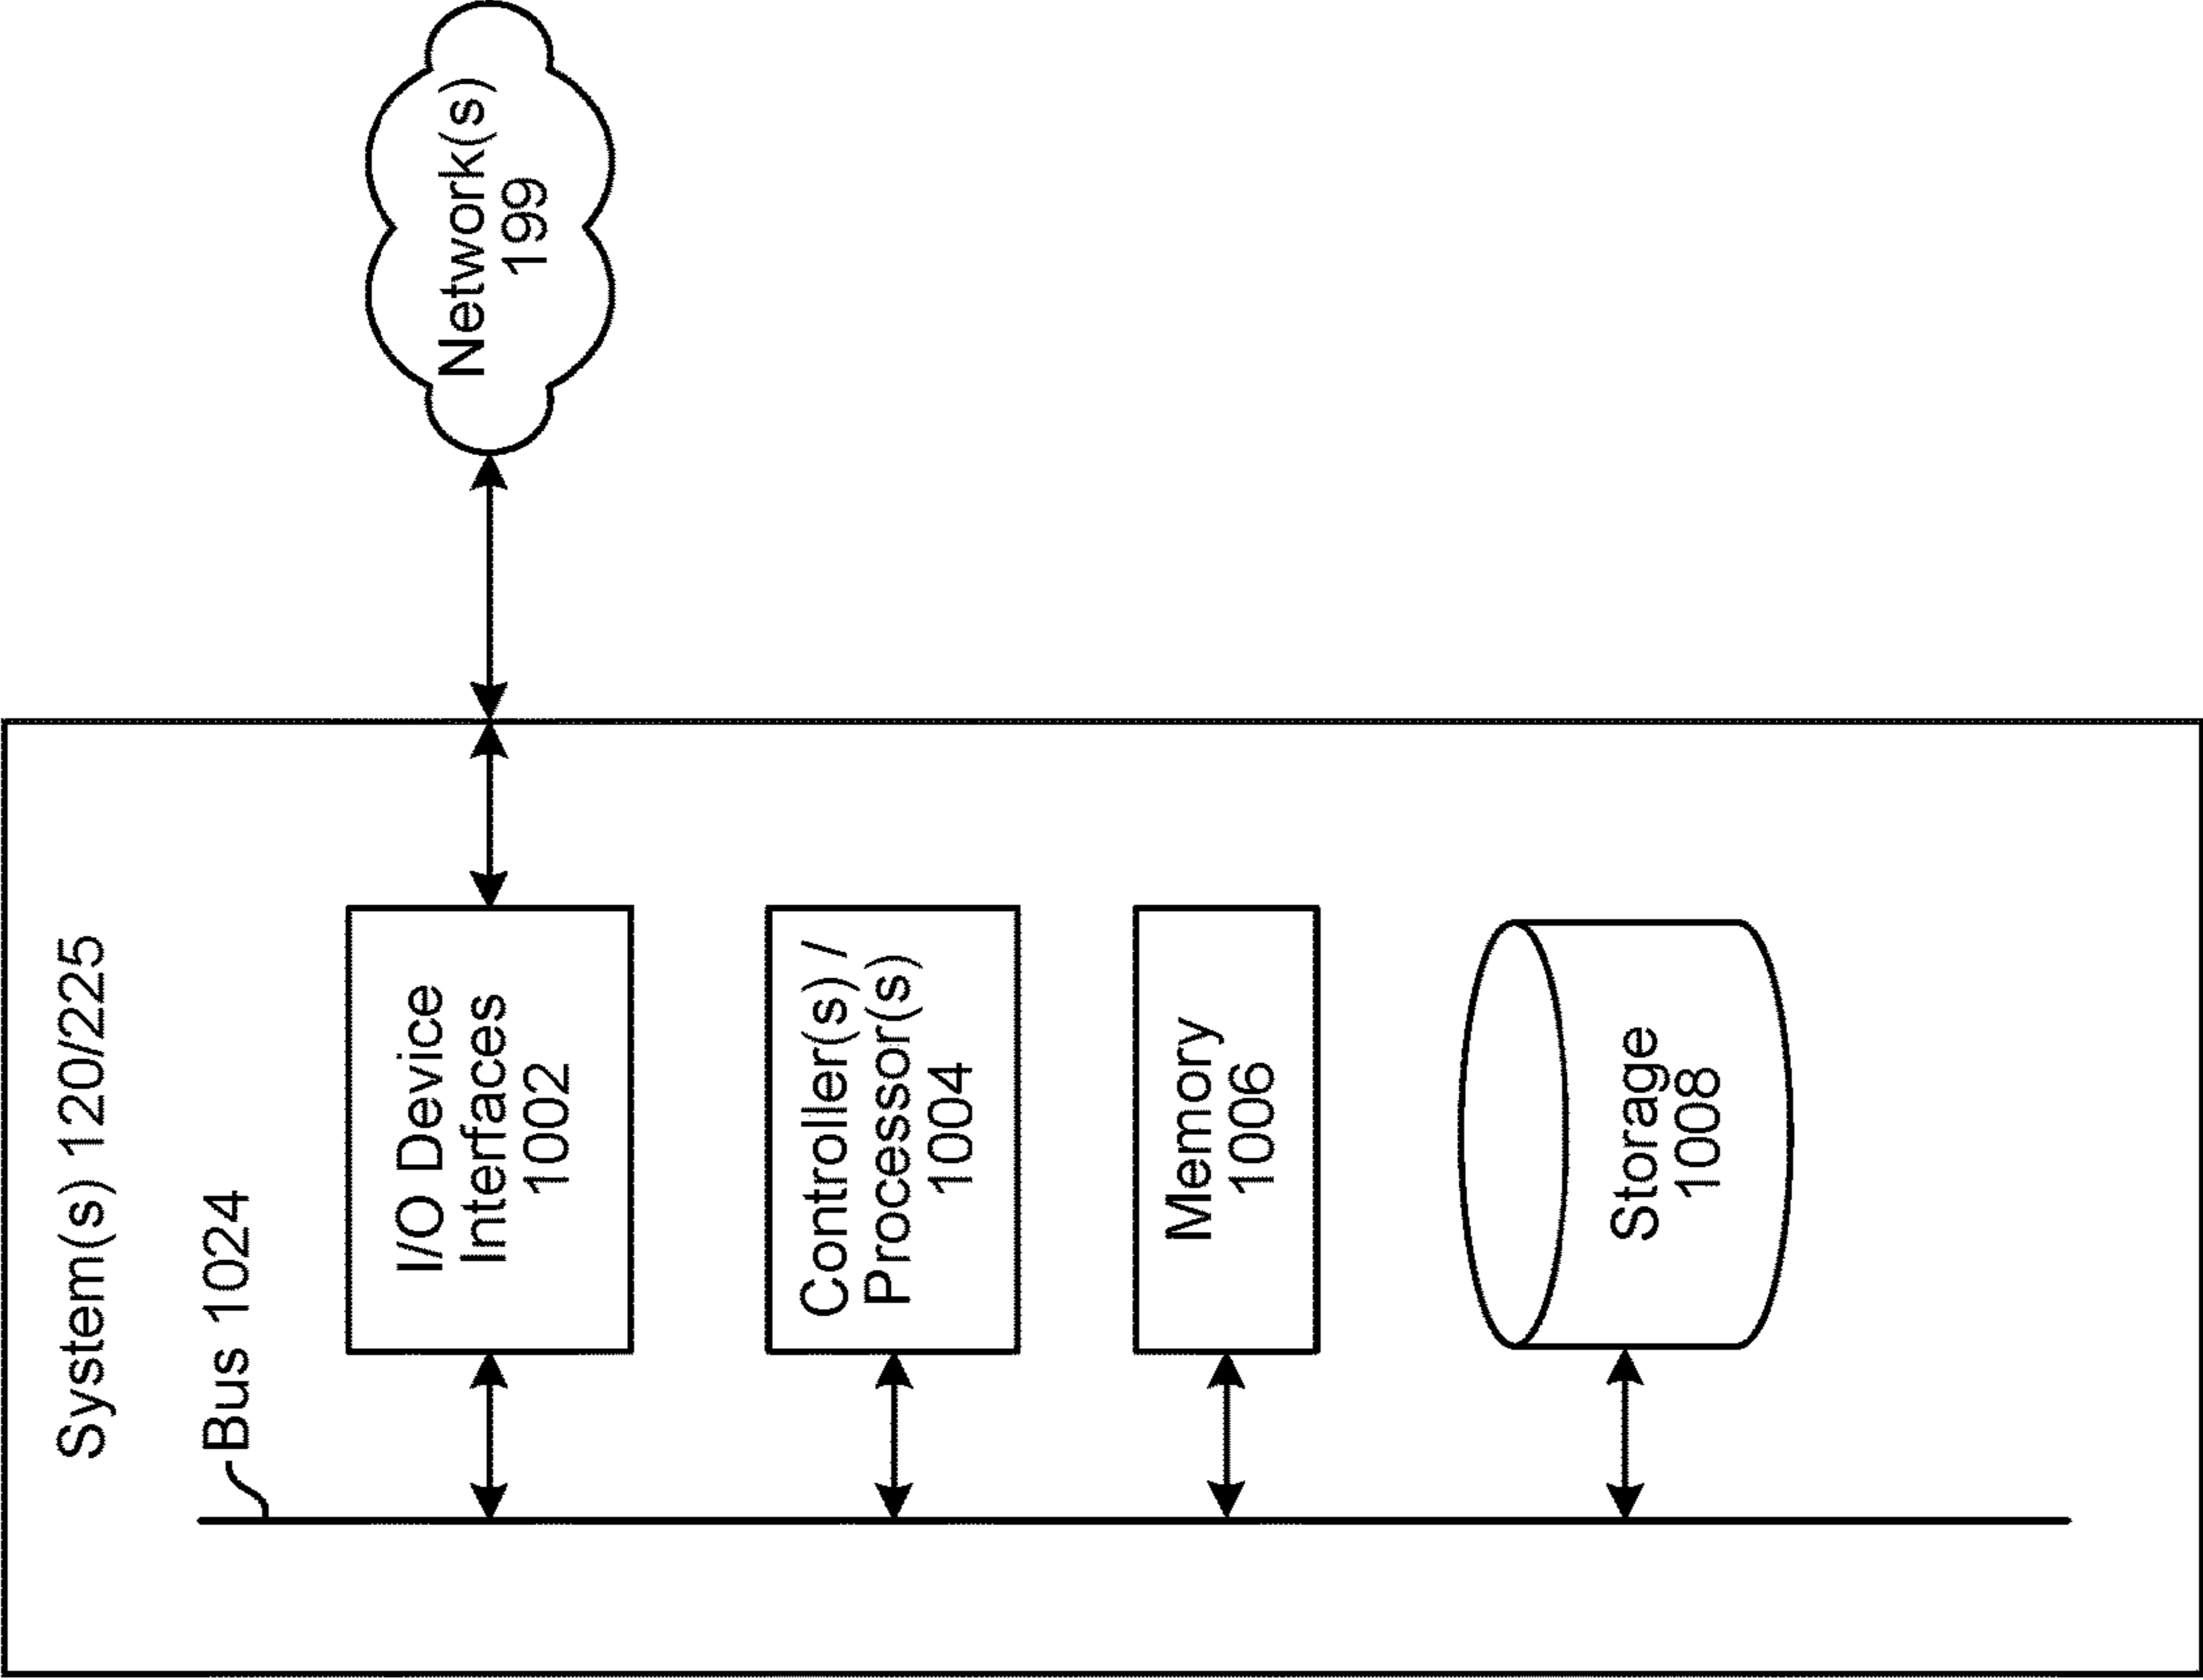 System(s) 120/225
Bus 1024
I/O Device
Interfaces
1002
Network(s)
199
Controller(s) /
Processor(s)
1004
Memory
1006
Storage
1008